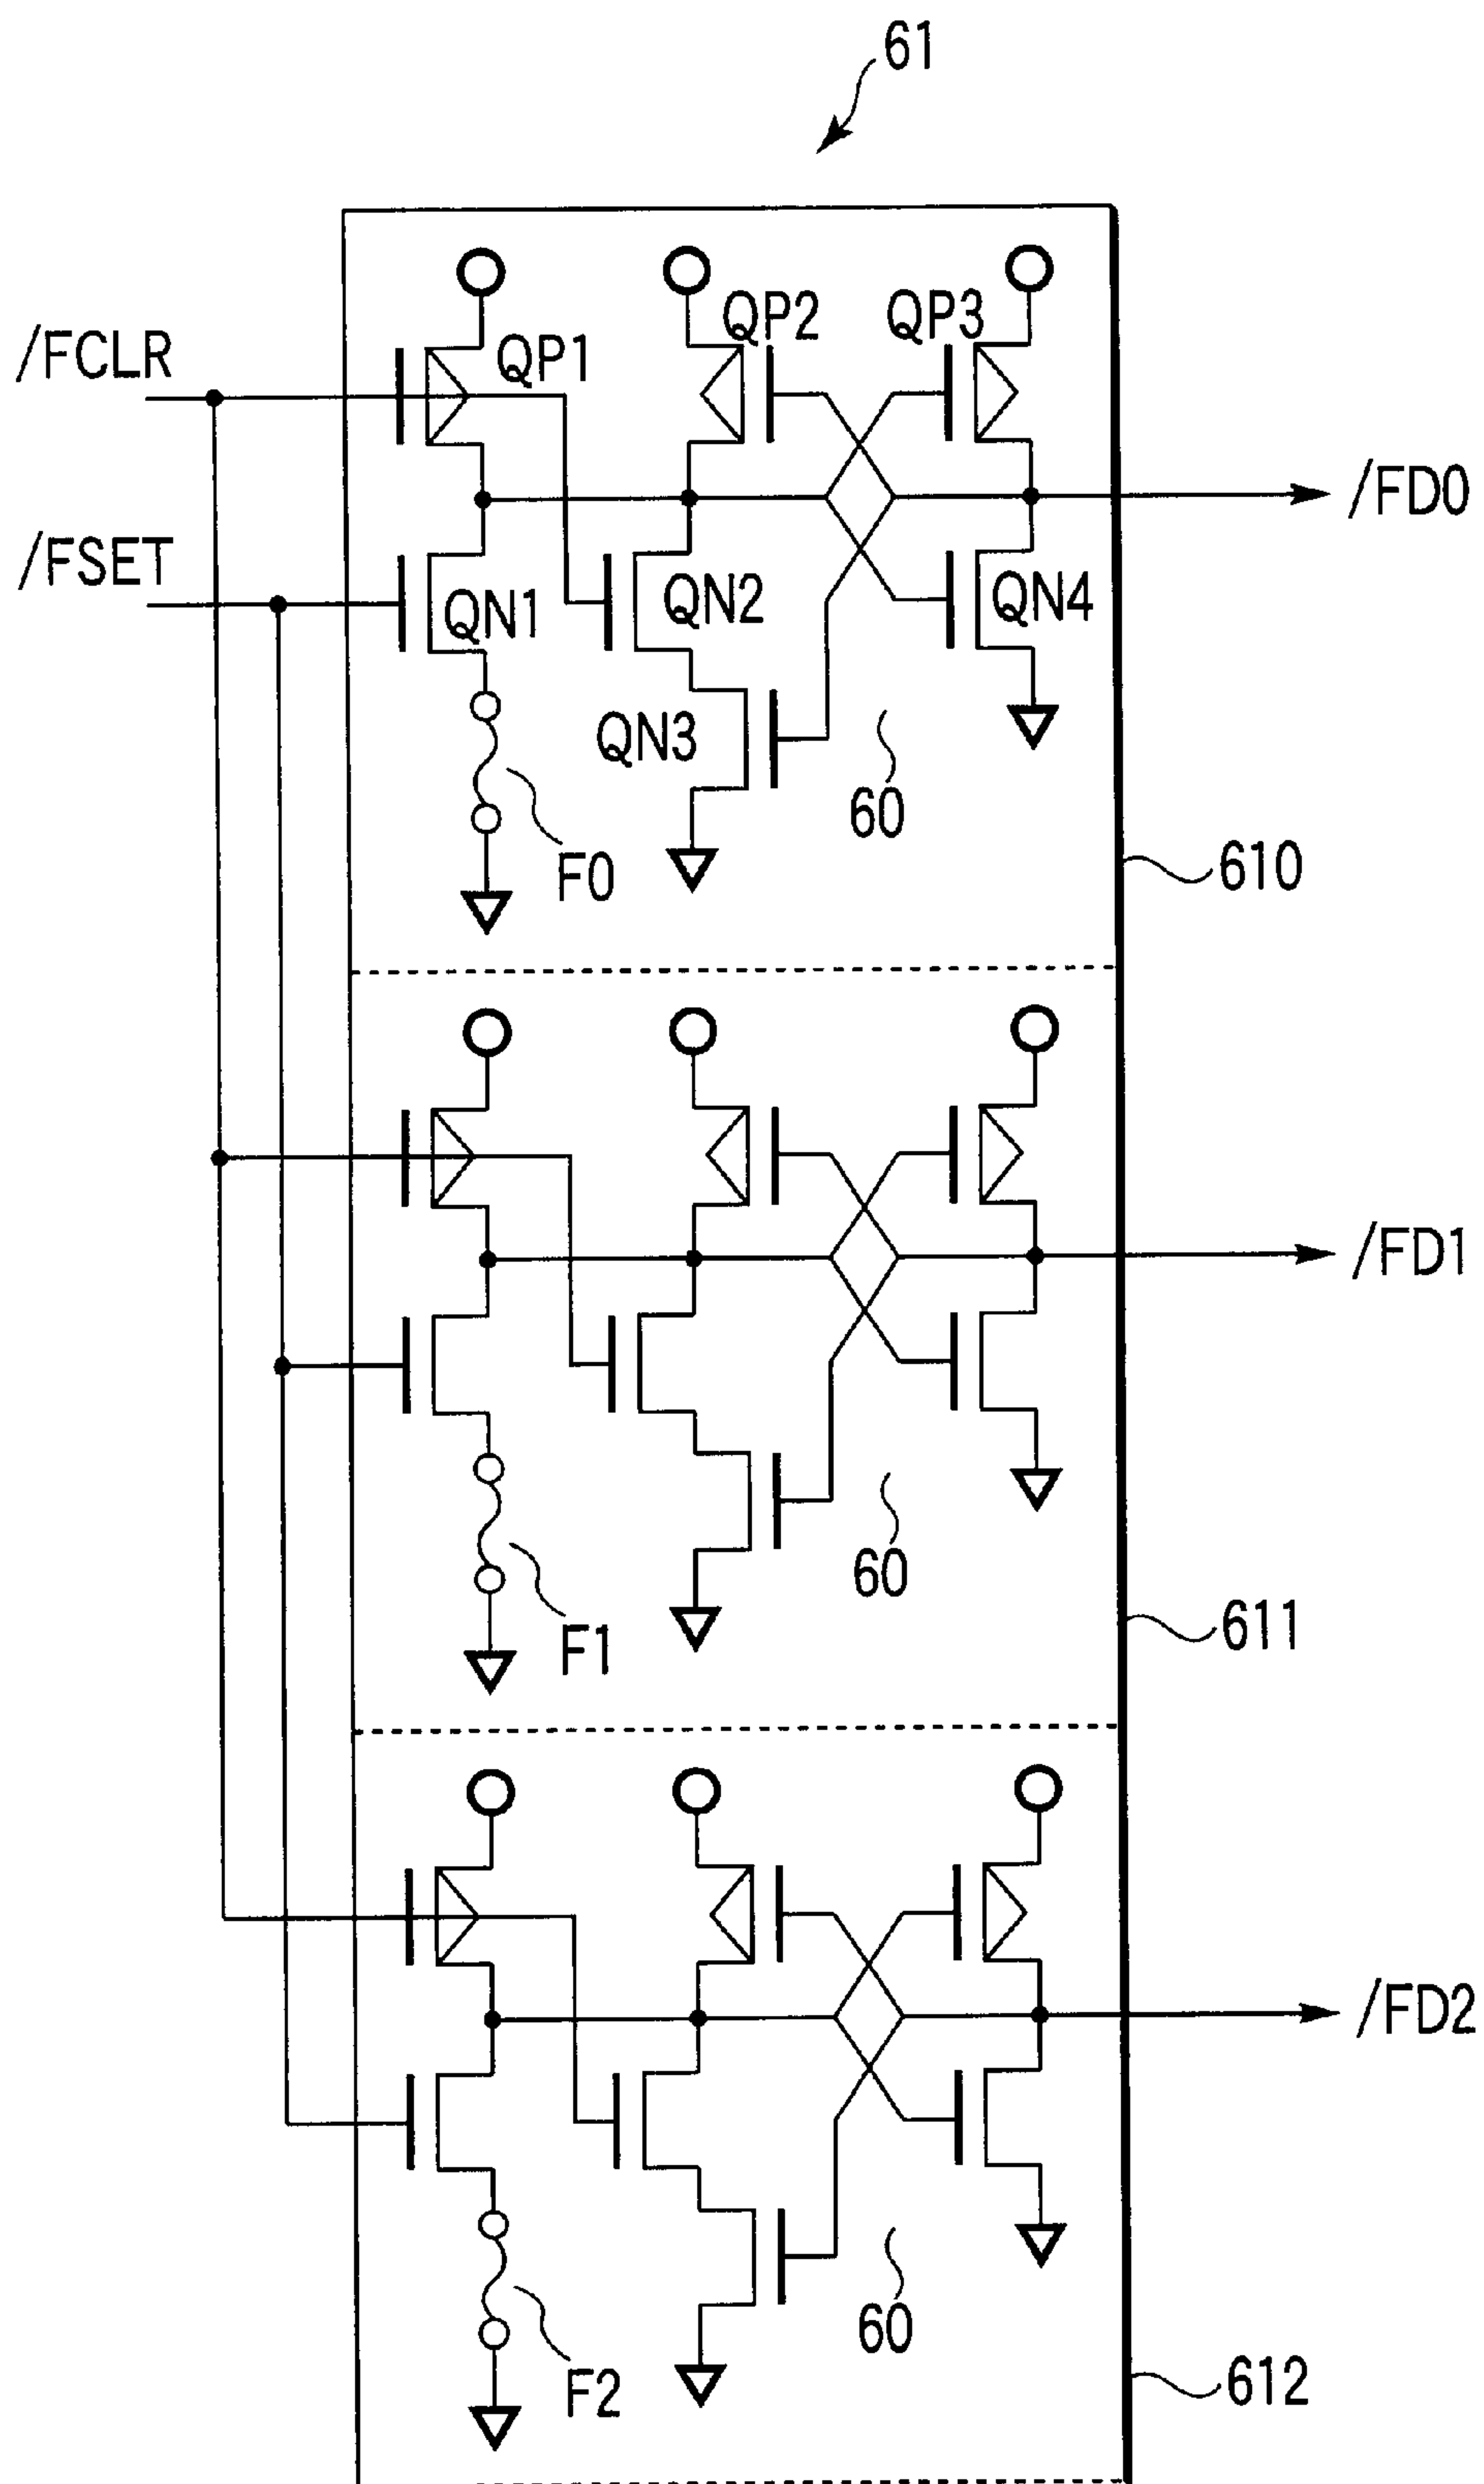 61
QP1
QP2
QP3
/FCLR
/FD0
/FSET
QN1
QN2
QN4
QN3
60
F0
610
/FD1
60
F1
611
/FD2
60
F2
612